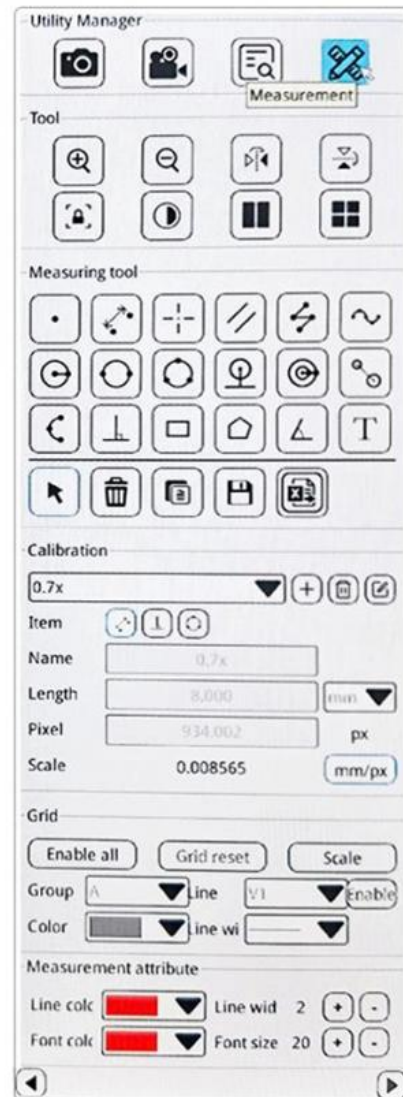 Utility Manager
Measurement
Tool
Measuring tool
T
Calibration
0.7x
Item
Name 0.7x
Length 8.000 mm
Pixel 934.002 px
Scale 0.008565 mm/px
Grid
Enable all Grid reset Scale
Group A Line V1 Enable
Color Line wi
Measurement attribute
Line colc Line wid 2 + -
Font colc Font size 20 + -